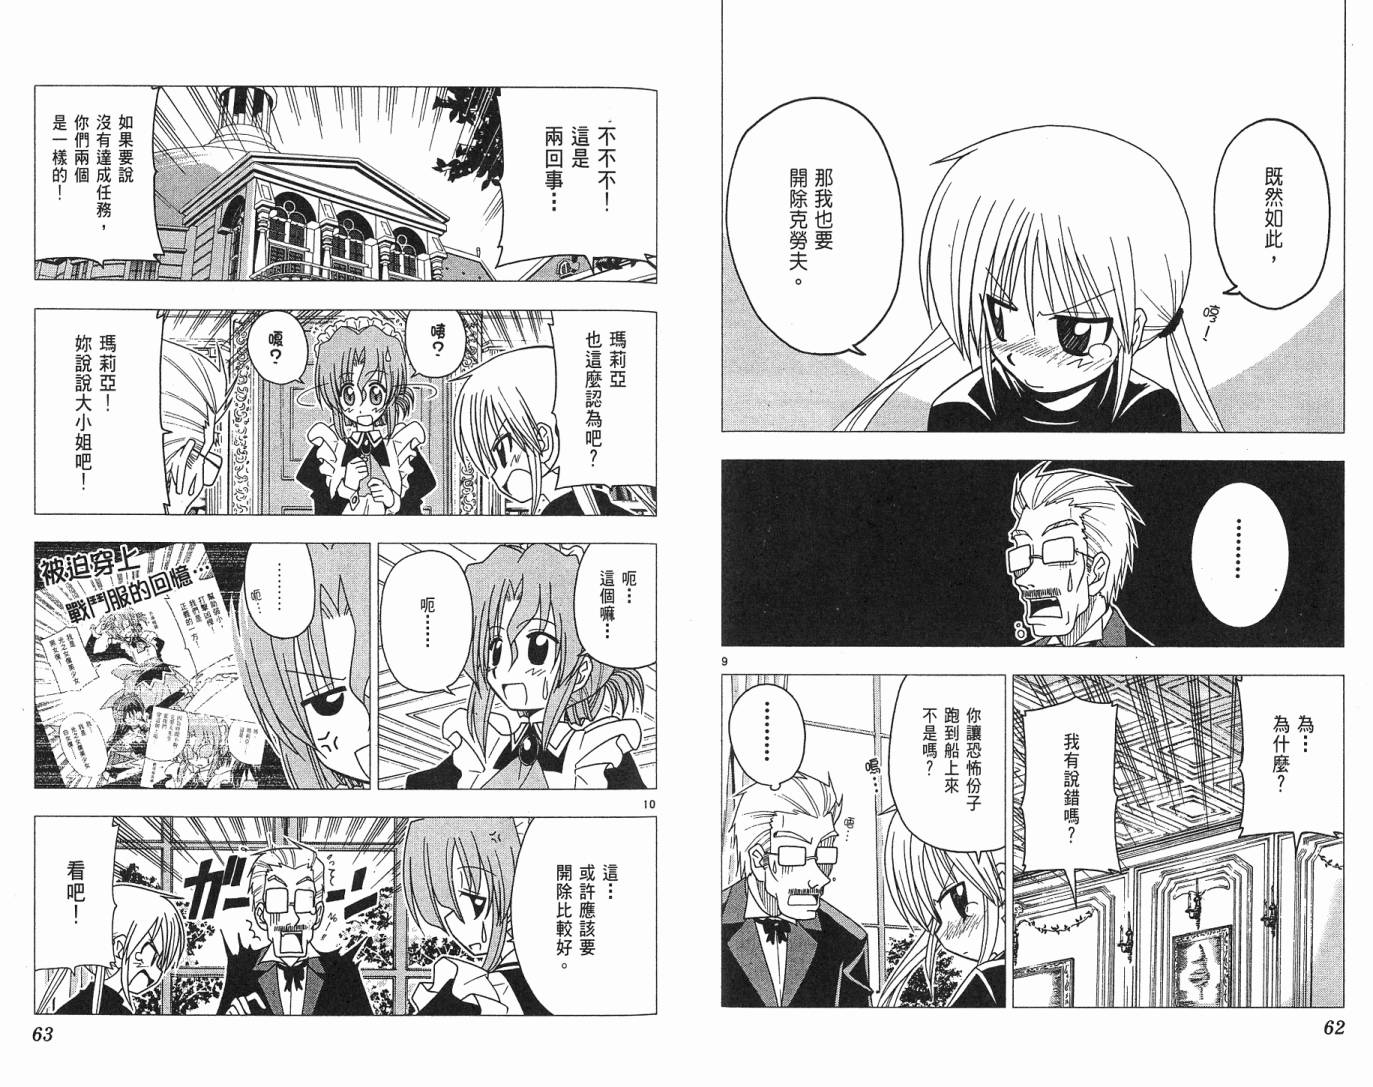 既然如此，
哼！
那我也要
開除克勞夫。
………
9
為…
為什麼？
我有說錯嗎？
你讓恐怖份子
跑到船上來
不是嗎？
嗚…
………
唔…
62
不不不！
這是
兩回事…
如果要說
沒有達成任務，
你們兩個
是一樣的！
瑪莉亞
也這麼認為吧？
唷？
嗄？
瑪莉亞！
妳說說大小姐吧！
呃…
這個嘛…
呃……
………
呃…
被迫穿上
戰鬥服的回憶…
10
這…
或許應該要
開除比較好。
ガーーン
看吧！
63